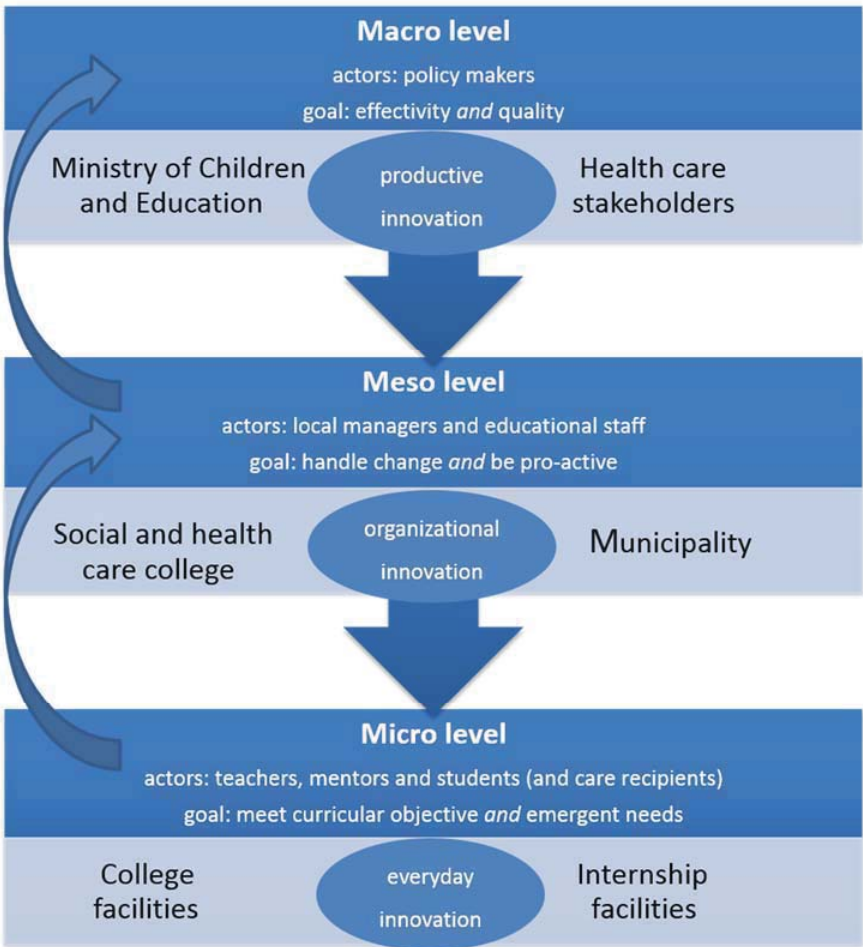 Macro level
actors: policy makers
goal: effectivity and quality
Ministry of Children
and Education
productive
innovation
Health care
stakeholders
Meso level
actors: local managers and educational staff
goal: handle change and be pro-active
Social and health
care college
organizational
innovation
Municipality
Micro level
actors: teachers, mentors and students (and care recipients)
goal: meet curricular objective and emergent needs
College
facilities
everyday
innovation
Internship
facilities